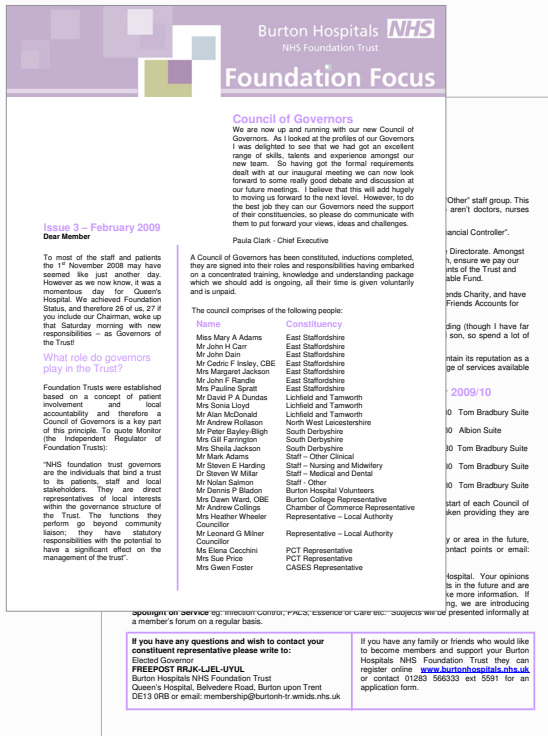 Burton Hospitals NHS
NHS Foundation Trust
Foundation Focus
Council of Governors
We are now up and running with our new Council of
Governors. As I looked at the profiles of our Governors
I was delighted to see that we had got an excellent
range of skills, talents and experience amongst our
new team. So having got the formal requirements
dealt with at our inaugural meeting we can now look
forward to some really good debate and discussion at
our future meetings. I believe that this will add hugely
to moving us forward to the next level. However, to do
the best job they can our Governors need the support
of their constituencies, so please do communicate with
them to put forward your views, ideas and challenges.
Paula Clark - Chief Executive
Issue 3 – February 2009
Dear Member
To most of the staff and patients
the 1st November 2008 may have
seemed like just another day.
However as we now know, it was a
momentous day for Queen's
Hospital. We achieved Foundation
Status, and therefore 26 of us, 27 if
you include our Chairman, woke up
that Saturday morning with new
responsibilities – as Governors of
the Trust!
What role do governors
play in the Trust?
Foundation Trusts were established
based on a concept of patient
involvement and local
accountability and therefore a
Council of Governors is a key part
of this principle. To quote Monitor
(the Independent Regulator of
Foundation Trusts):
"NHS foundation trust governors
are the individuals that bind a trust
to its patients, staff and local
stakeholders. They are direct
representatives of local interests
within the governance structure of
the Trust. The functions they
perform go beyond community
liaison; they have statutory
responsibilities with the potential to
have a significant effect on the
management of the trust".
A Council of Governors has been constituted, inductions completed,
they are signed into their roles and responsibilities having embarked
on a concentrated training, knowledge and understanding package
which we should add is ongoing, all their time is given voluntarily
and is unpaid.
The council comprises of the following people:
Name Constituency
Miss Mary A Adams East Staffordshire
Mr John H Carr East Staffordshire
Mr John Dain East Staffordshire
Mr Cedric F Insley, CBE East Staffordshire
Mrs Margaret Jackson East Staffordshire
Mr John F Randle East Staffordshire
Mrs Pauline Spratt East Staffordshire
Mr David P A Dundas Lichfield and Tamworth
Mrs Sonia Lloyd Lichfield and Tamworth
Mr Alan McDonald Lichfield and Tamworth
Mr Andrew Rollason North West Leicestershire
Mr Peter Bayley-Bligh South Derbyshire
Mrs Gill Farrington South Derbyshire
Mrs Sheila Jackson South Derbyshire
Mr Mark Adams Staff – Other Clinical
Mr Steven E Harding Staff – Nursing and Midwifery
Dr Steven W Millar Staff – Medical and Dental
Mr Nolan Salmon Staff - Other
Mr Dennis P Bladon Burton Hospital Volunteers
Mrs Dawn Ward, OBE Burton College Representative
Mr Andrew Collings Chamber of Commerce Representative
Mrs Heather Wheeler Representative – Local Authority
Councillor
Mr Leonard G Milner Representative – Local Authority
Councillor
Ms Elena Cecchini PCT Representative
Mrs Sue Price PCT Representative
Mrs Gwen Foster CASES Representative
"Other" staff group. This
aren't doctors, nurses
ancial Controller".
Directorate. Amongst
, ensure we pay our
nts of the Trust and
able Fund.
ends Charity, and have
Friends Accounts for
ding (though I have far
son, so spend a lot of
ntain its reputation as a
ge of services available
2009/10
30 Tom Bradbury Suite
30 Albion Suite
30 Tom Bradbury Suite
30 Tom Bradbury Suite
30 Tom Bradbury Suite
start of each Council of
aken providing they are
y or area in the future,
ontact points or email:
Hospital. Your opinions
ts in the future and are
ke more information. If
ng, we are introducing
Spotlight on Service eg. Infection Control, PALS, Essence of Care etc. Subjects will be presented informally at
a member's forum on a regular basis.
If you have any questions and wish to contact your
constituent representative please write to:
Elected Governor
FREEPOST RRJK-LJEL-UYUL
Burton Hospitals NHS Foundation Trust
Queen's Hospital, Belvedere Road, Burton upon Trent
DE13 0RB or email: membership@burtonh-tr.wmids.nhs.uk
If you have any family or friends who would like
to become members and support your Burton
Hospitals NHS Foundation Trust they can
register online www.burtonhospitals.nhs.uk
or contact 01283 566333 ext 5591 for an
application form.